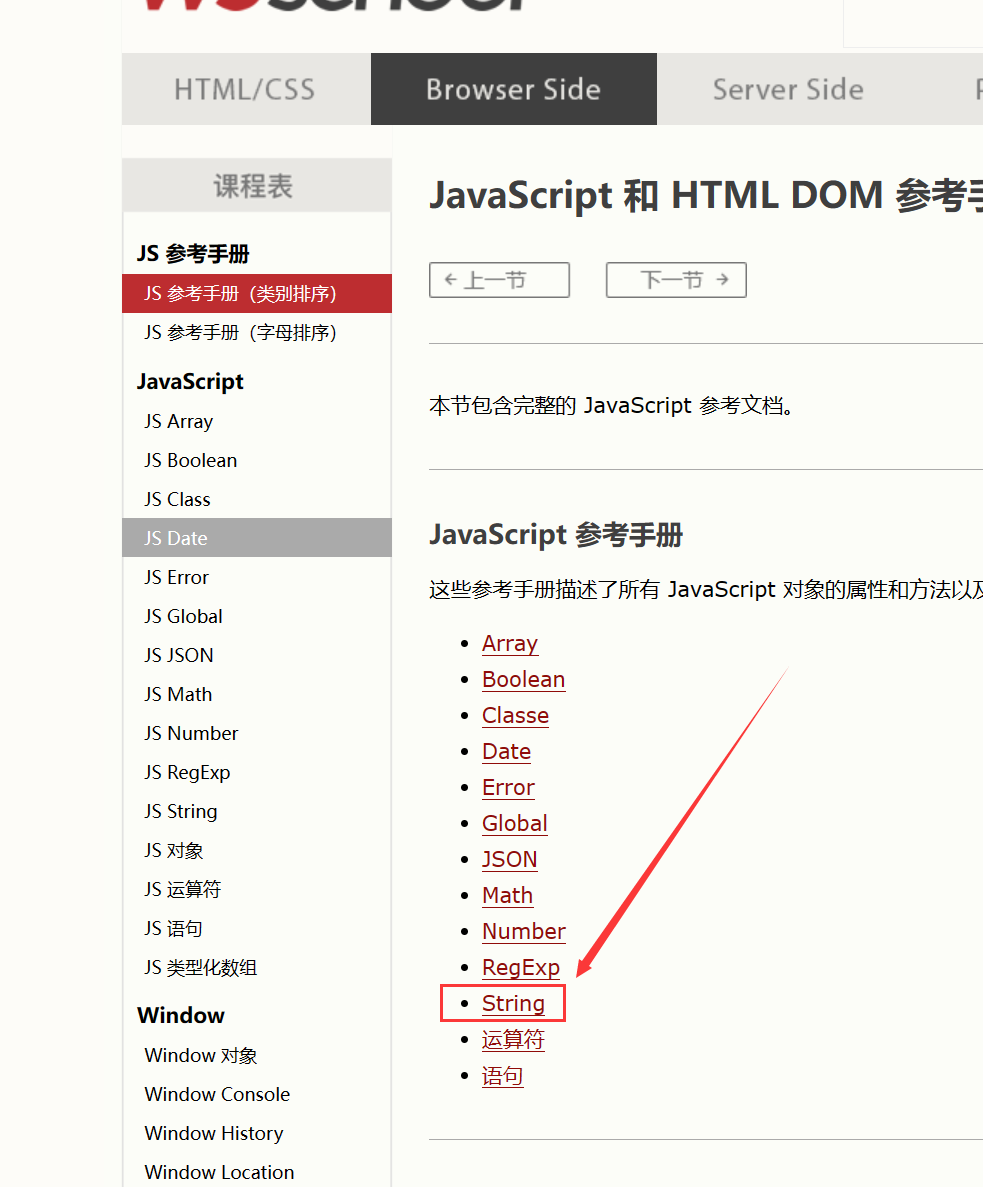 HTML/CSS
Browser Side
Server Side
课程表
JS 参考手册
JS 参考手册（类别排序）
JS 参考手册（字母排序）
JavaScript
JS Array
JS Boolean
JS Class
JS Date
JS Error
JS Global
JS JSON
JS Math
JS Number
JS RegExp
JS String
JS 对象
JS 运算符
JS 语句
JS 类型化数组
Window
Window 对象
Window Console
Window History
Window Location
JavaScript 和 HTML DOM 参考手
← 上一节
下一节 →
本节包含完整的 JavaScript 参考文档。
JavaScript 参考手册
这些参考手册描述了所有 JavaScript 对象的属性和方法以及
Array
Boolean
Classe
Date
Error
Global
JSON
Math
Number
RegExp
String
运算符
语句